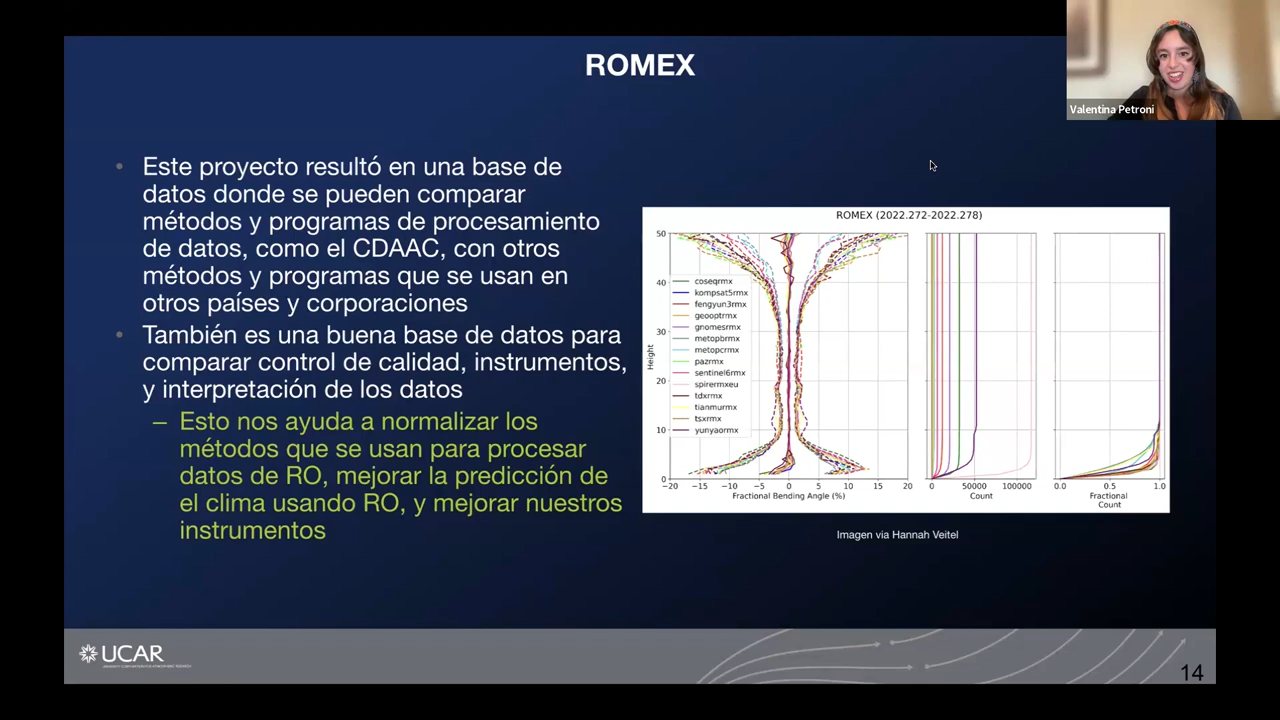 ROMEX
Valentina Petroni
Este proyecto resultó en una base de
datos donde se pueden comparar
métodos y programas de procesamiento
de datos, como el CDAAC, con otros
métodos y programas que se usan en
otros países y corporaciones
También es una buena base de datos para
comparar control de calidad, instrumentos,
y interpretación de los datos
– Esto nos ayuda a normalizar los
métodos que se usan para procesar
datos de RO, mejorar la predicción de
el clima usando RO, y mejorar nuestros
instrumentos
ROMEX (2022.272-2022.278)
50
40
30
20
10
0
Height
coseqrmx
kompsat5rmx
fengyun3rmx
geooptrmx
gnomesrmx
metopbrmx
metopcrmx
pazrmx
sentinel6rmx
spirermxeu
tdxrmx
tianmurmx
tsxrmx
yunyaormx
−20 −15 −10 −5 0 5 10 15 20
Fractional Bending Angle (%)
0 50000 100000
Count
0.0 0.5 1.0
Fractional
Count
Imagen via Hannah Veitel
UCAR
14